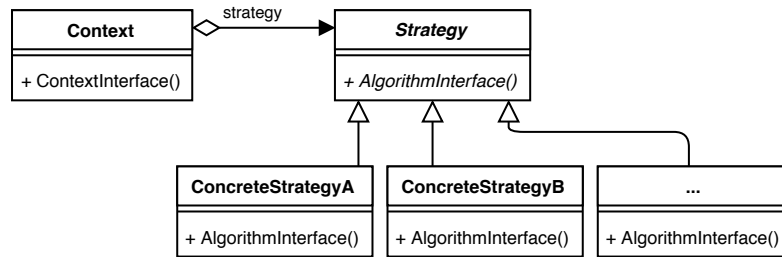 Context
strategy
Strategy
+ ContextInterface()
+ AlgorithmInterface()
ConcreteStrategyA
ConcreteStrategyB
...
+ AlgorithmInterface()
+ AlgorithmInterface()
+ AlgorithmInterface()